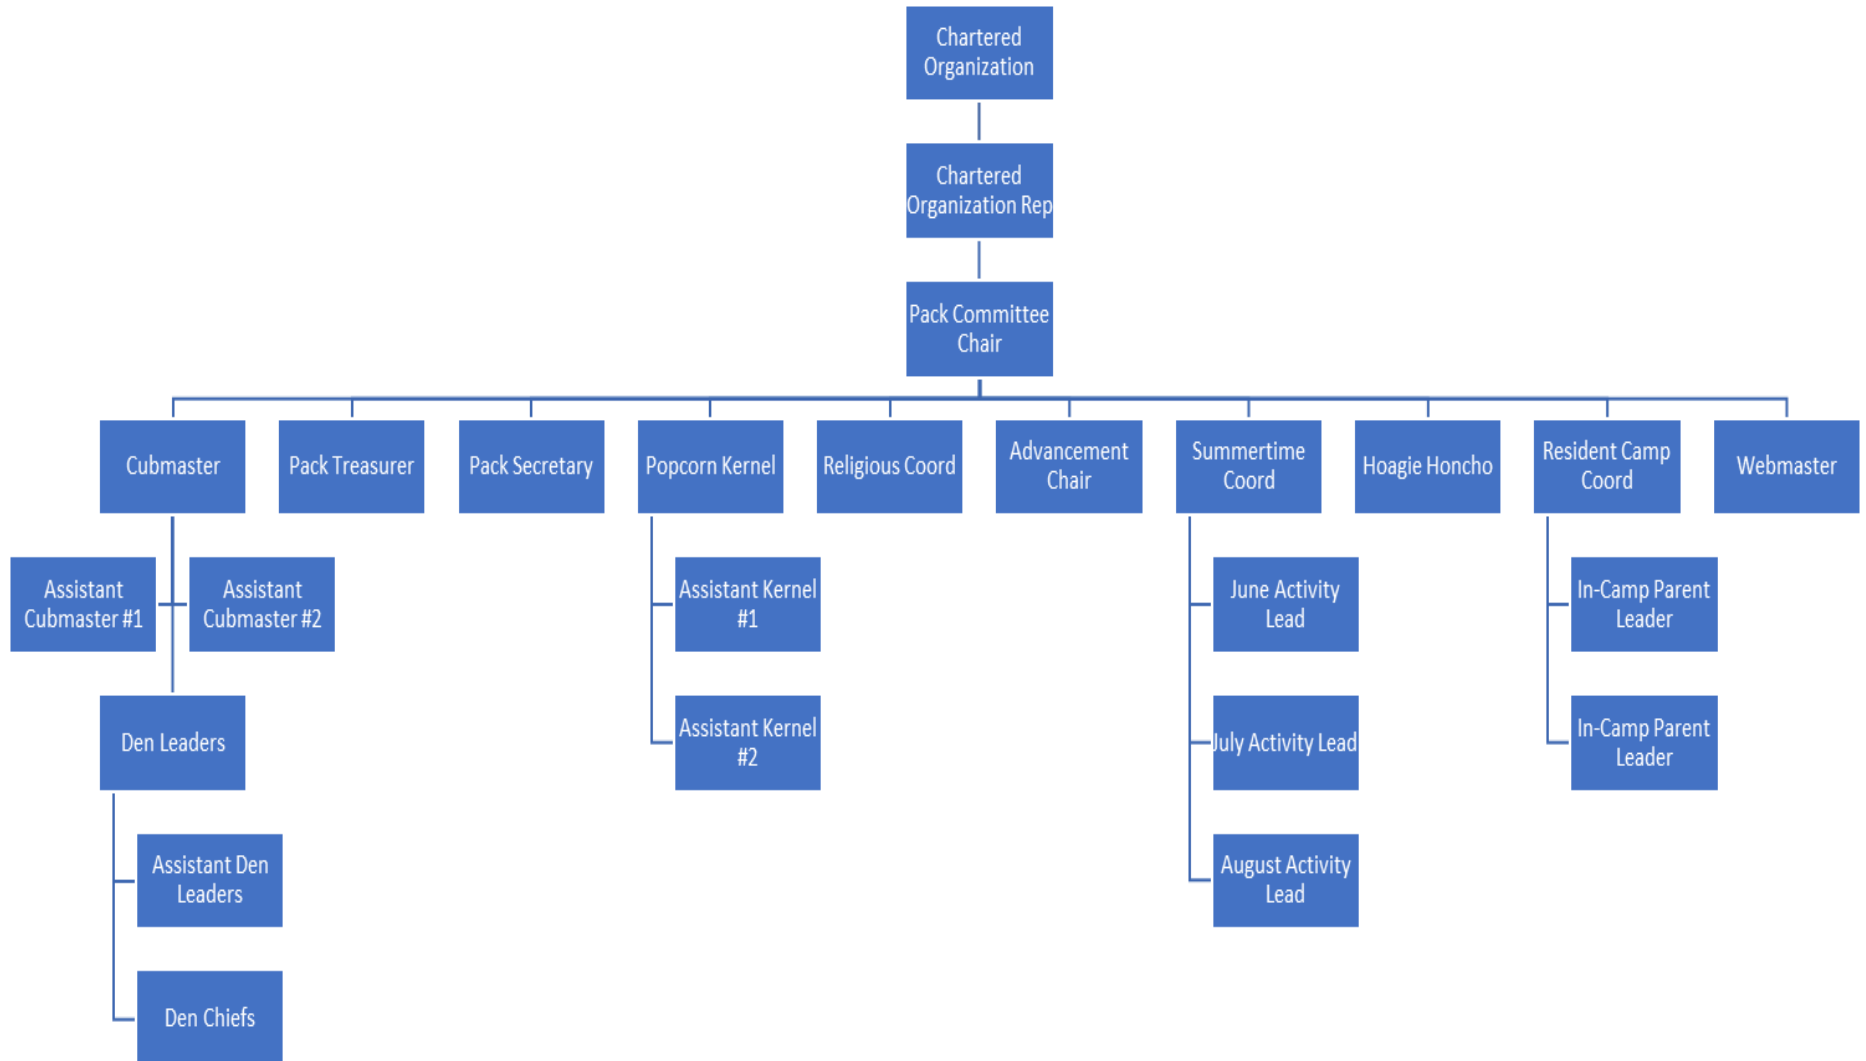 Chartered
Organization
Chartered
Organization Rep
Pack Committee
Chair
Cubmaster
Pack Treasurer
Pack Secretary
Popcorn Kernel
Religious Coord
Advancement
Chair
Summertime
Coord
Hoagie Honcho
Resident Camp
Coord
Webmaster
Assistant
Cubmaster #1
Assistant
Cubmaster #2
Assistant Kernel
#1
June Activity
Lead
In-Camp Parent
Leader
Den Leaders
Assistant Kernel
#2
July Activity Lead
In-Camp Parent
Leader
Assistant Den
Leaders
August Activity
Lead
Den Chiefs